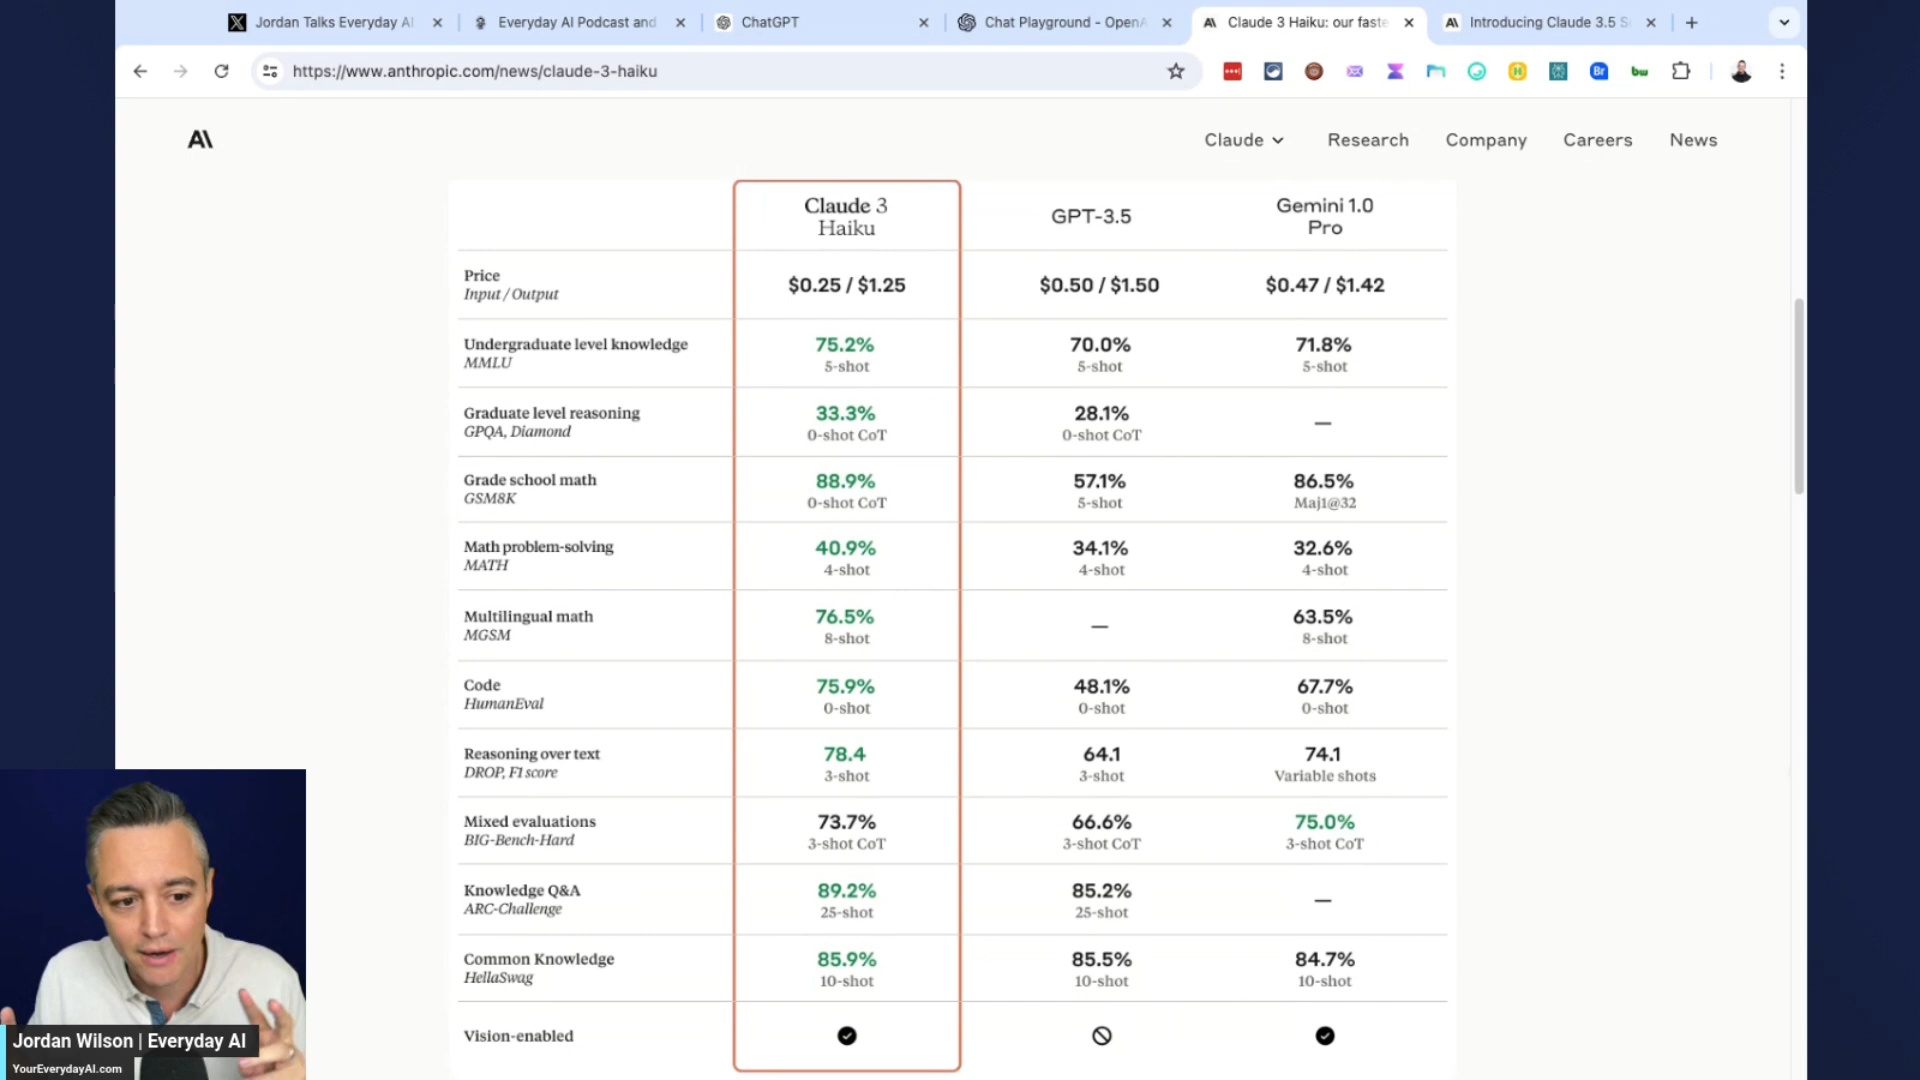 Jordan Talks Everyday AI
Everyday AI Podcast and
ChatGPT
Chat Playground - OpenA
Claude 3 Haiku: our faste
Introducing Claude 3.5 S
https://www.anthropic.com/news/claude-3-haiku
Br
bw
A\
Claude
Research
Company
Careers
News
Claude 3
Haiku
GPT-3.5
Gemini 1.0
Pro
Price
Input / Output
$0.25 / $1.25
$0.50 / $1.50
$0.47 / $1.42
Undergraduate level knowledge
MMLU
75.2%
5-shot
70.0%
5-shot
71.8%
5-shot
Graduate level reasoning
GPQA, Diamond
33.3%
0-shot CoT
28.1%
0-shot CoT
—
Grade school math
GSM8K
88.9%
0-shot CoT
57.1%
5-shot
86.5%
Maj1@32
Math problem-solving
MATH
40.9%
4-shot
34.1%
4-shot
32.6%
4-shot
Multilingual math
MGSM
76.5%
8-shot
—
63.5%
8-shot
Code
HumanEval
75.9%
0-shot
48.1%
0-shot
67.7%
0-shot
Reasoning over text
DROP, F1 score
78.4
3-shot
64.1
3-shot
74.1
Variable shots
Mixed evaluations
BIG-Bench-Hard
73.7%
3-shot CoT
66.6%
3-shot CoT
75.0%
3-shot CoT
Knowledge Q&A
ARC-Challenge
89.2%
25-shot
85.2%
25-shot
—
Common Knowledge
HellaSwag
85.9%
10-shot
85.5%
10-shot
84.7%
10-shot
Vision-enabled
Jordan Wilson | Everyday AI
YourEverydayAI.com